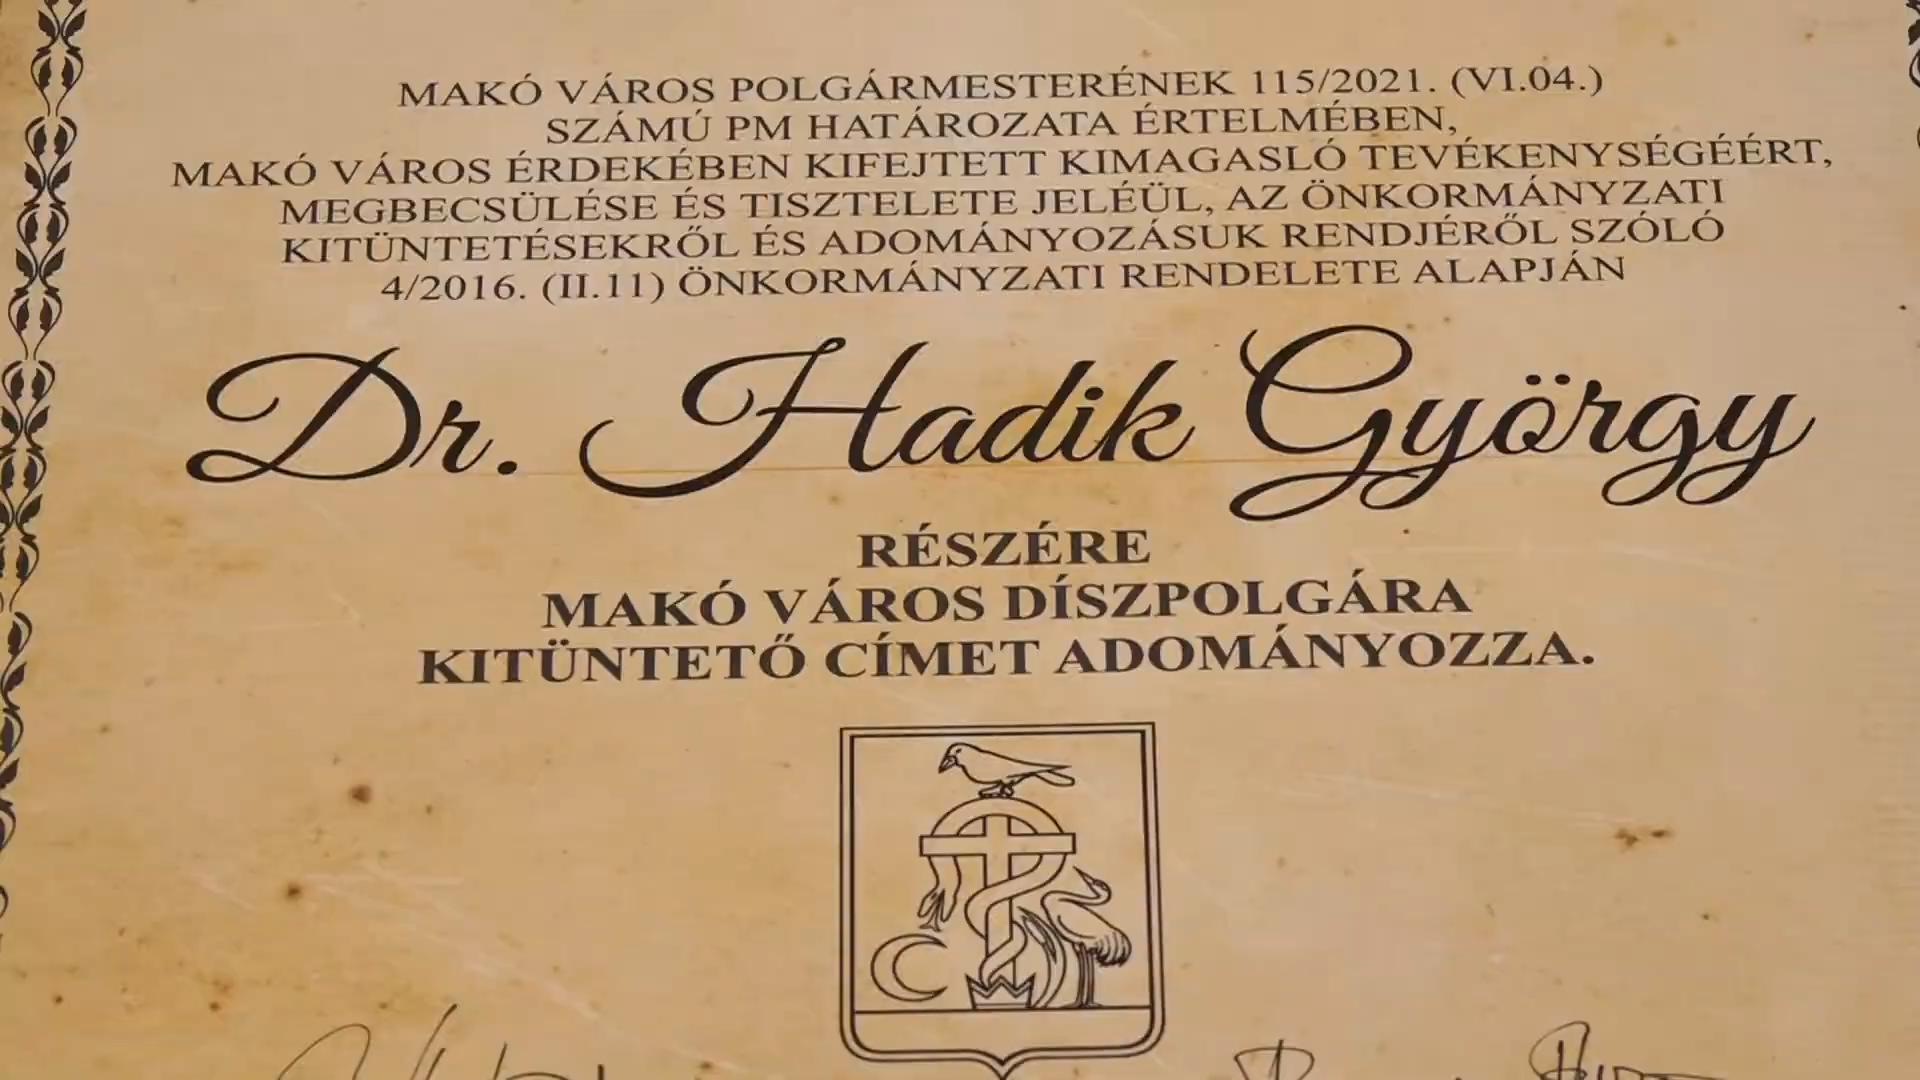 MAKÓ VÁROS POLGÁRMESTERÉNEK 115/2021. (VI.04.)
SZÁMÚ PM HATÁROZATA ÉRTELMÉBEN,
MAKÓ VÁROS ÉRDEKÉBEN KIFEJTETT KIMAGASLÓ TEVÉKENYSÉGÉÉRT,
MEGBECSÜLÉSE ÉS TISZTELETE JELÉÜL, AZ ÖNKORMÁNYZATI
KITÜNTETÉSEKRŐL ÉS ADOMÁNYOZÁSUK RENDJÉRŐL SZÓLÓ
4/2016. (II.11) ÖNKORMÁNYZATI RENDELETE ALAPJÁN
Dr. Hadik György
RÉSZÉRE
MAKÓ VÁROS DÍSZPOLGÁRA
KITÜNTETŐ CÍMET ADOMÁNYOZZA.